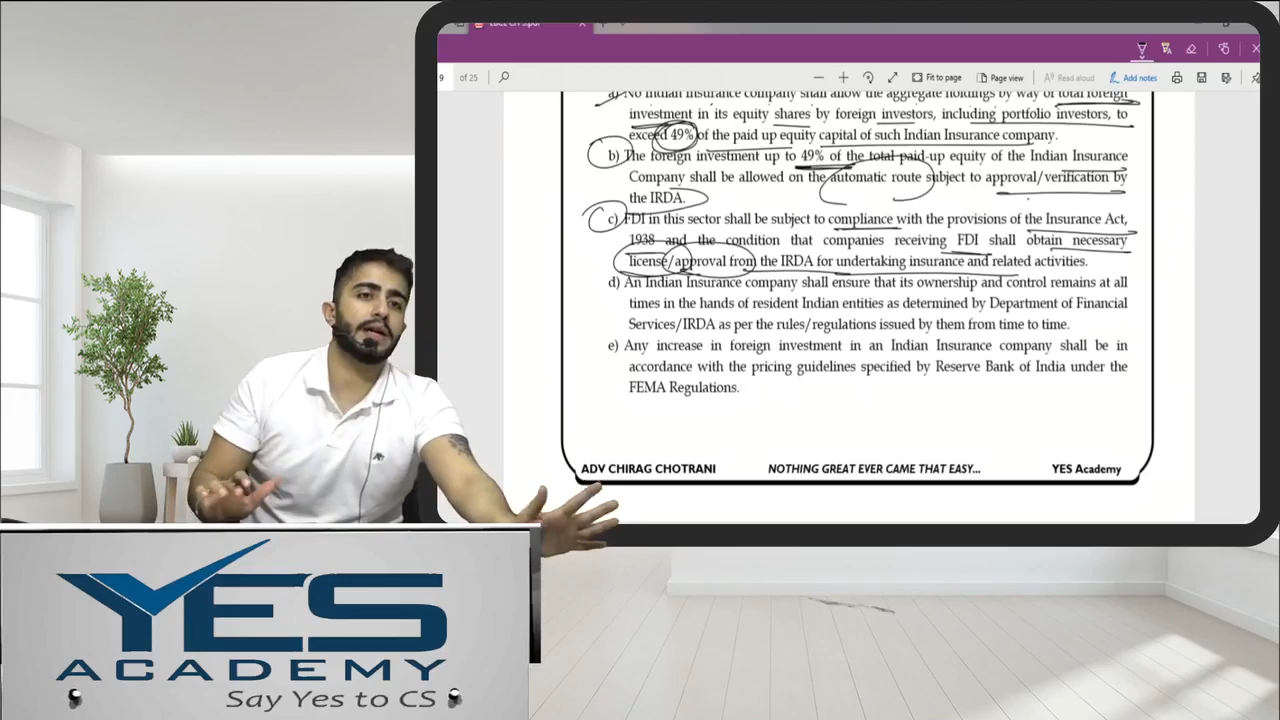 9 of 25
Fit to page
Page view
Read aloud
Add notes
a) No Indian Insurance company shall allow the aggregate holdings by way of total foreign
investment in its equity shares by foreign investors, including portfolio investors, to
exceed 49% of the paid up equity capital of such Indian Insurance company.
b) The foreign investment up to 49% of the total paid-up equity of the Indian Insurance
Company shall be allowed on the automatic route subject to approval/verification by
the IRDA.
c) FDI in this sector shall be subject to compliance with the provisions of the Insurance Act,
1938 and the condition that companies receiving FDI shall obtain necessary
license/approval from the IRDA for undertaking insurance and related activities.
d) An Indian Insurance company shall ensure that its ownership and control remains at all
times in the hands of resident Indian entities as determined by Department of Financial
Services/IRDA as per the rules/regulations issued by them from time to time.
e) Any increase in foreign investment in an Indian Insurance company shall be in
accordance with the pricing guidelines specified by Reserve Bank of India under the
FEMA Regulations.
ADV CHIRAG CHOTRANI NOTHING GREAT EVER CAME THAT EASY... YES Academy
YES
ACADEMY
Say Yes to CS